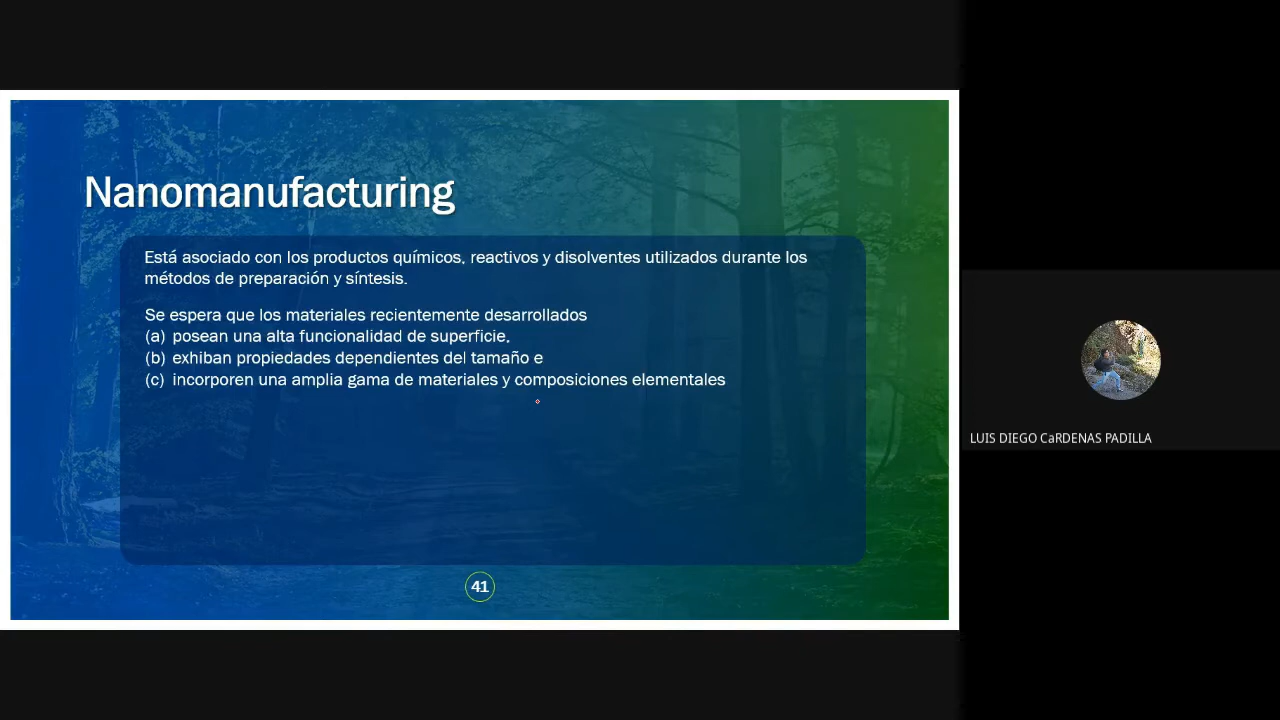 Nanomanufacturing
Está asociado con los productos químicos, reactivos y disolventes utilizados durante los
métodos de preparación y síntesis.
Se espera que los materiales recientemente desarrollados
(a) posean una alta funcionalidad de superficie,
(b) exhiban propiedades dependientes del tamaño e
(c) incorporen una amplia gama de materiales y composiciones elementales
41
LUIS DIEGO CaRDENAS PADILLA